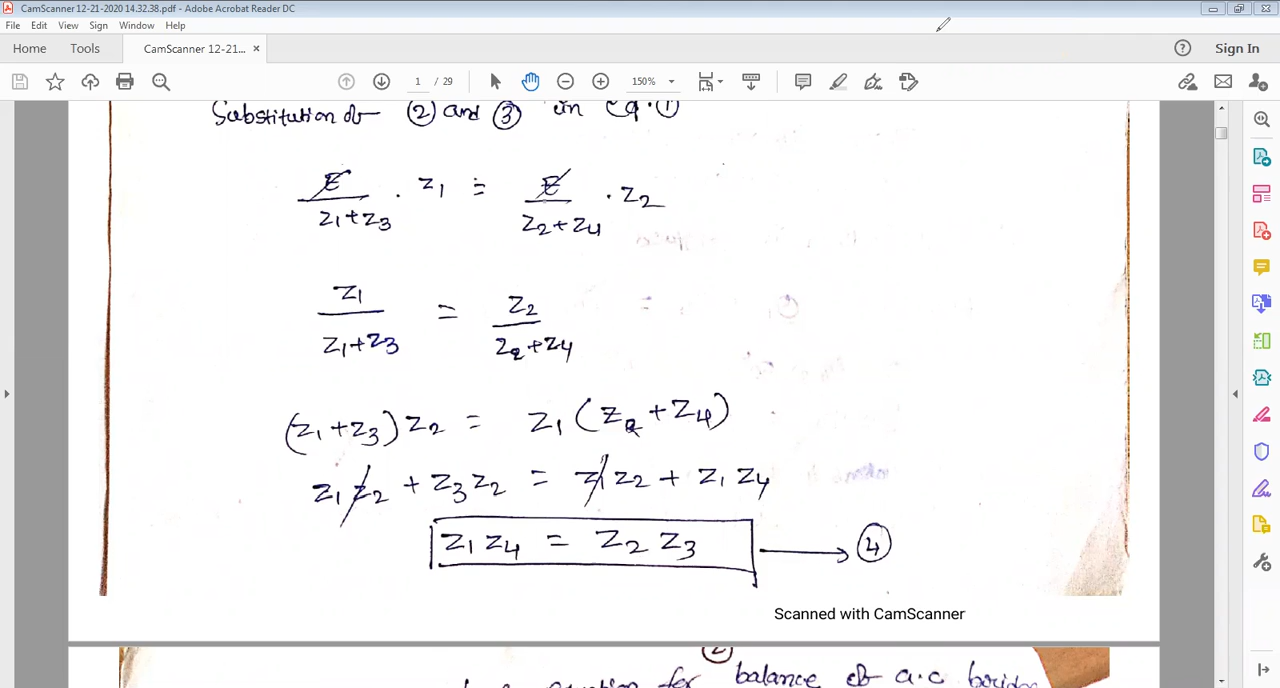 CamScanner 12-21-2020 14.32.38.pdf - Adobe Acrobat Reader DC
File Edit View Sign Window Help
Home Tools CamScanner 12-21... × ? Sign In
1 / 29 150%
Substitution of ② and ③ in Eq. ①
E/(Z1+Z3) · Z1 = E/(Z2+Z4) · Z2
Z1/(Z1+Z3) = Z2/(Z2+Z4)
(Z1+Z3) Z2 = Z1 (Z2+Z4)
Z1 Z2 + Z3 Z2 = Z1 Z2 + Z1 Z4
Z1 Z4 = Z2 Z3 → ④
Scanned with CamScanner
②
equation for balance of a.c bridge